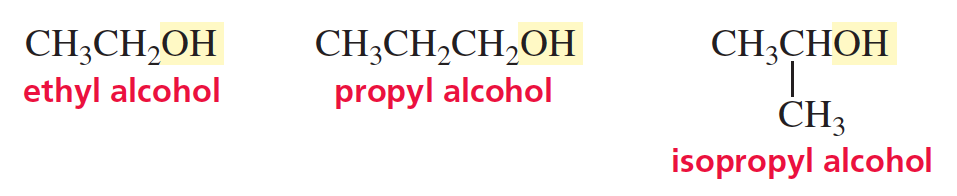 CH₃CH₂OH CH₃CH₂CH₂OH CH₃CHOH
ethyl alcohol propyl alcohol
CH₃
isopropyl alcohol